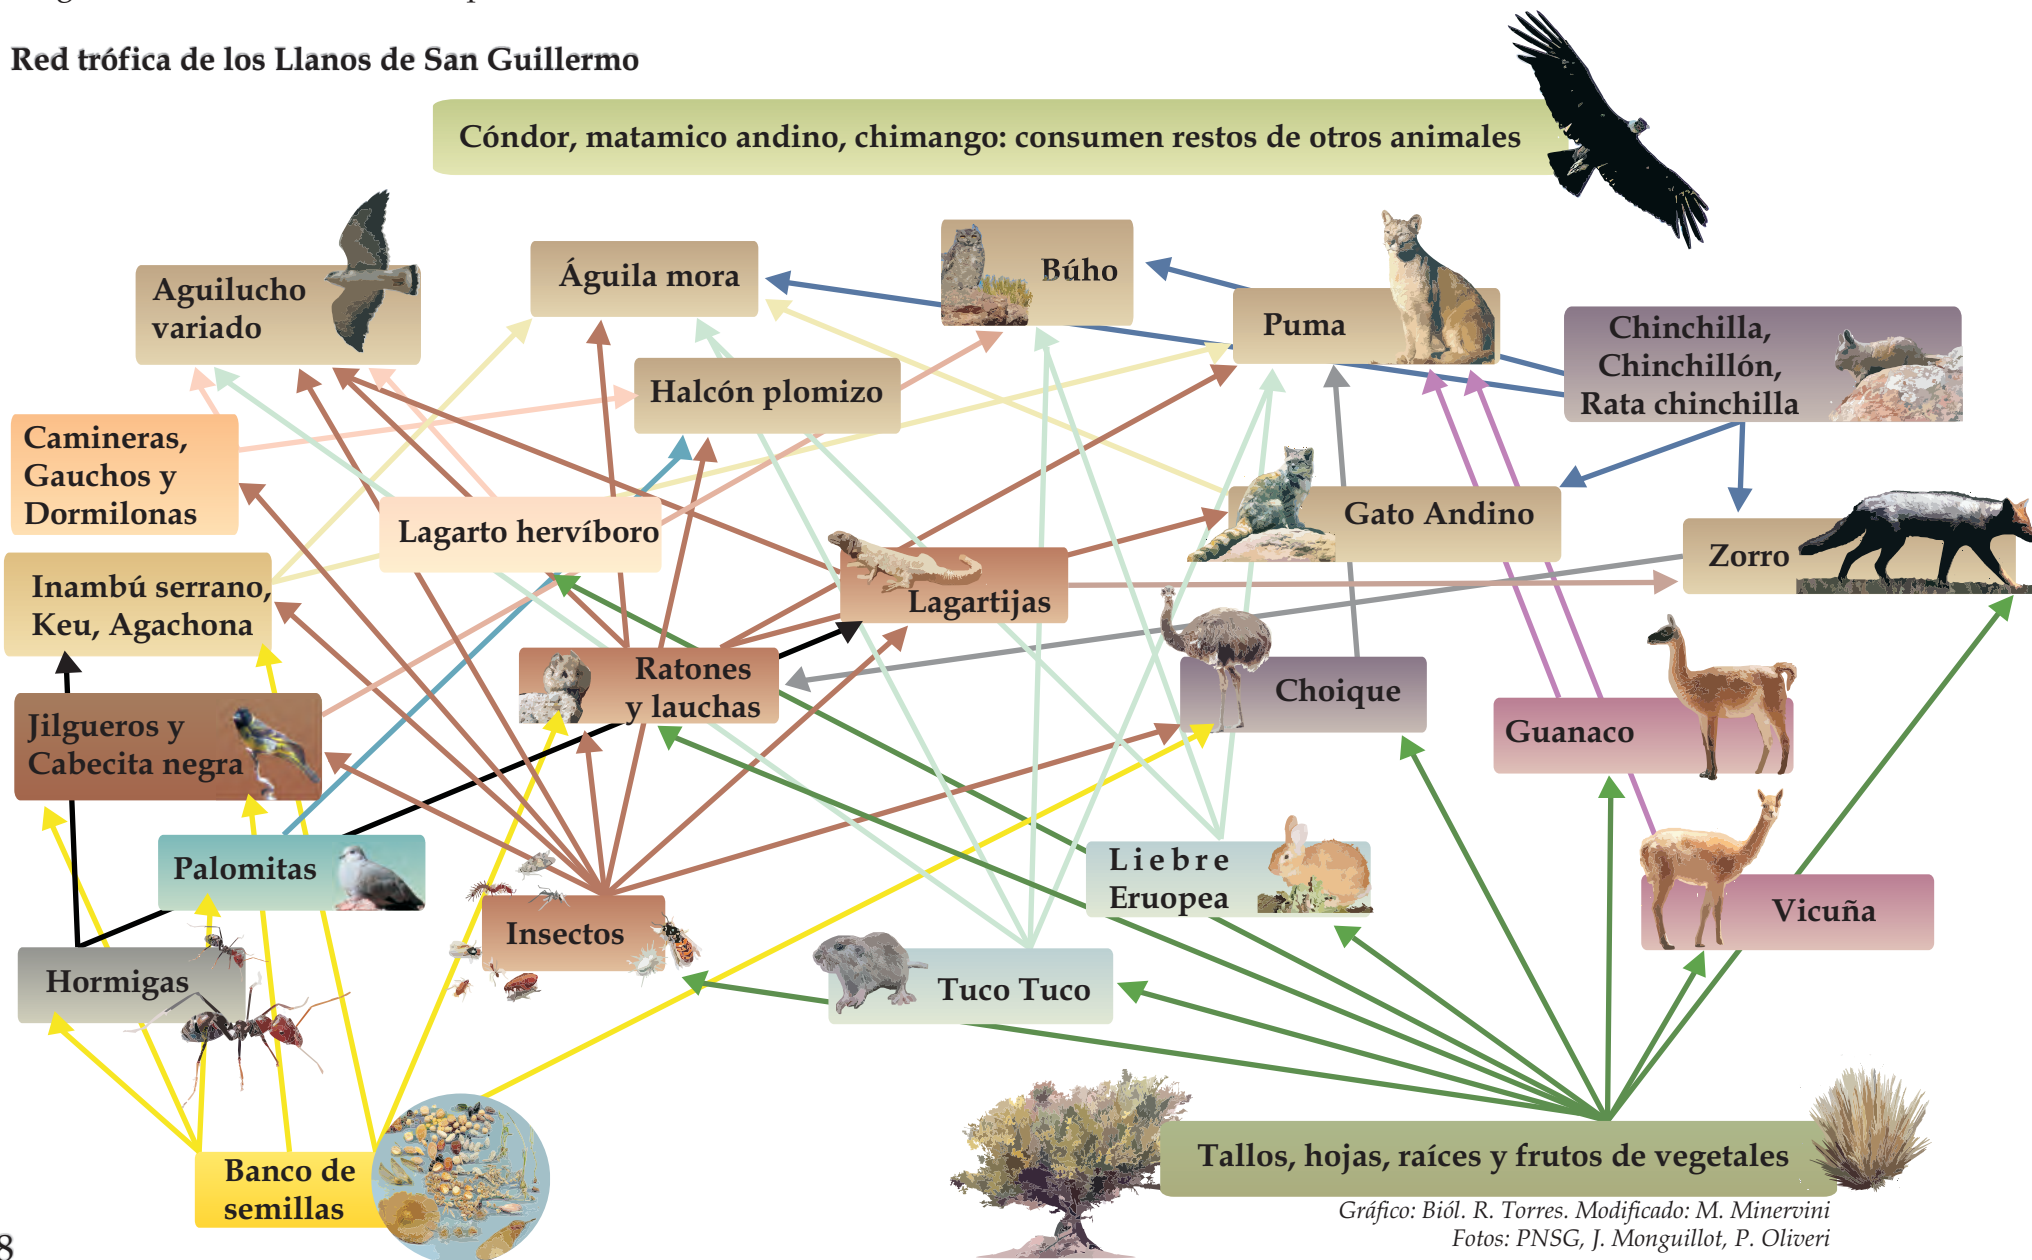 Red trófica de los Llanos de San Guillermo
Cóndor, matamico andino, chimango: consumen restos de otros animales
Aguilucho
variado
Águila mora
Búho
Puma
Chinchilla,
Chinchillón,
Rata chinchilla
Halcón plomizo
Camineras,
Gauchos y
Dormilonas
Lagarto hervíboro
Gato Andino
Zorro
Inambú serrano,
Keu, Agachona
Lagartijas
Ratones
y lauchas
Choique
Guanaco
Jilgueros y
Cabecita negra
Palomitas
Liebre
Eruopea
Vicuña
Insectos
Hormigas
Tuco Tuco
Banco de
semillas
Tallos, hojas, raíces y frutos de vegetales
Gráfico: Biól. R. Torres. Modificado: M. Minervini
Fotos: PNSG, J. Monguillot, P. Oliveri
8